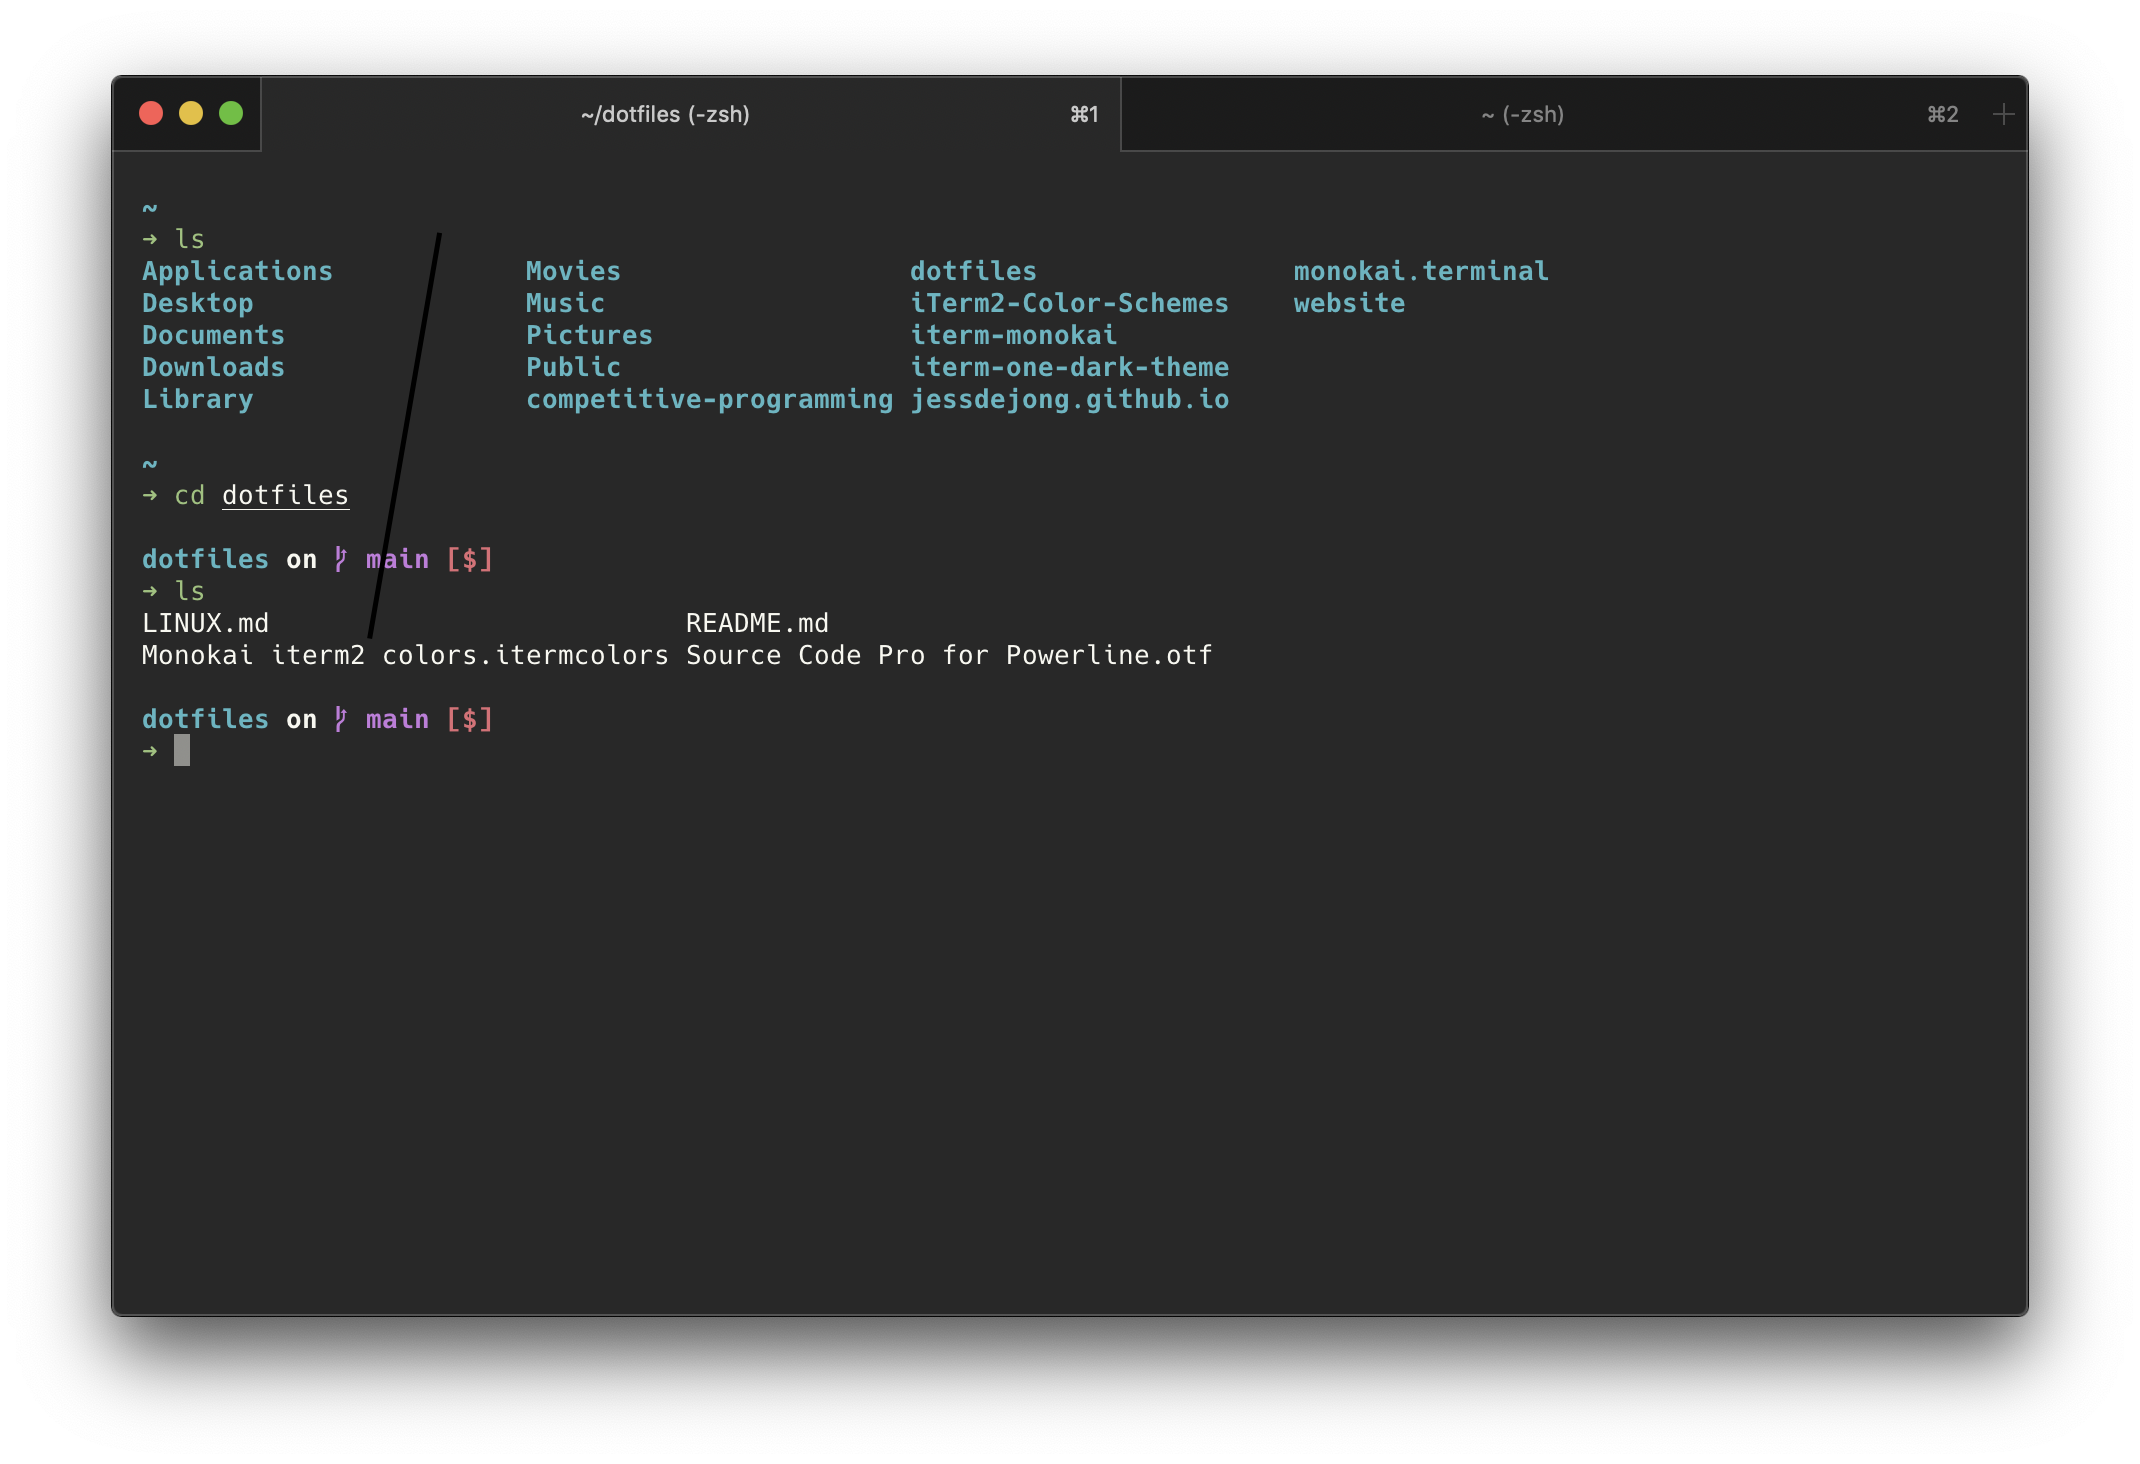 ~/dotfiles (-zsh) ⌘1 ~ (-zsh) ⌘2 +
~
➜ ls
Applications Movies dotfiles monokai.terminal
Desktop Music iTerm2-Color-Schemes website
Documents Pictures iterm-monokai
Downloads Public iterm-one-dark-theme
Library competitive-programming jessdejong.github.io
~
➜ cd dotfiles
dotfiles on  main [$]
➜ ls
LINUX.md README.md
Monokai iterm2 colors.itermcolors Source Code Pro for Powerline.otf
dotfiles on  main [$]
➜